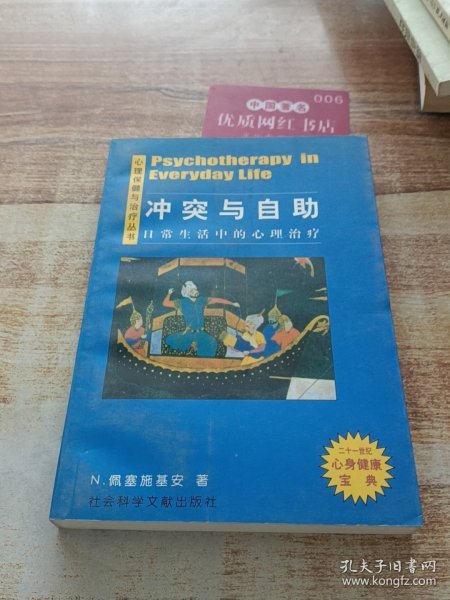 中国著名
006
优质网红书店
心理保健与治疗丛书
Psychotherapy in
Everyday Life
冲突与自助
日常生活中的心理治疗
二十一世纪
心身健康
宝典
N.佩塞施基安 著
社会科学文献出版社
孔夫子旧书网
www.kongfz.com